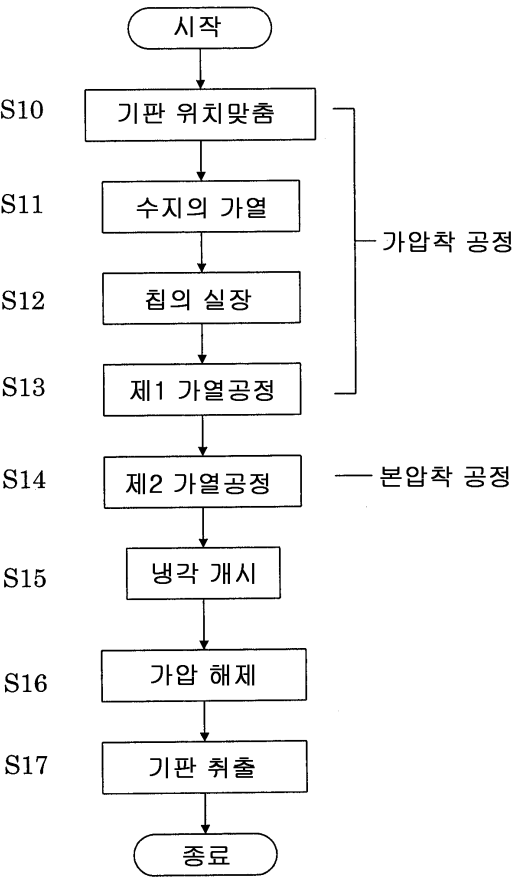 시작
S10 기판 위치맞춤
S11 수지의 가열
가압착 공정
S12 칩의 실장
S13 제1 가열공정
S14 제2 가열공정 본압착 공정
S15 냉각 개시
S16 가압 해제
S17 기판 취출
종료